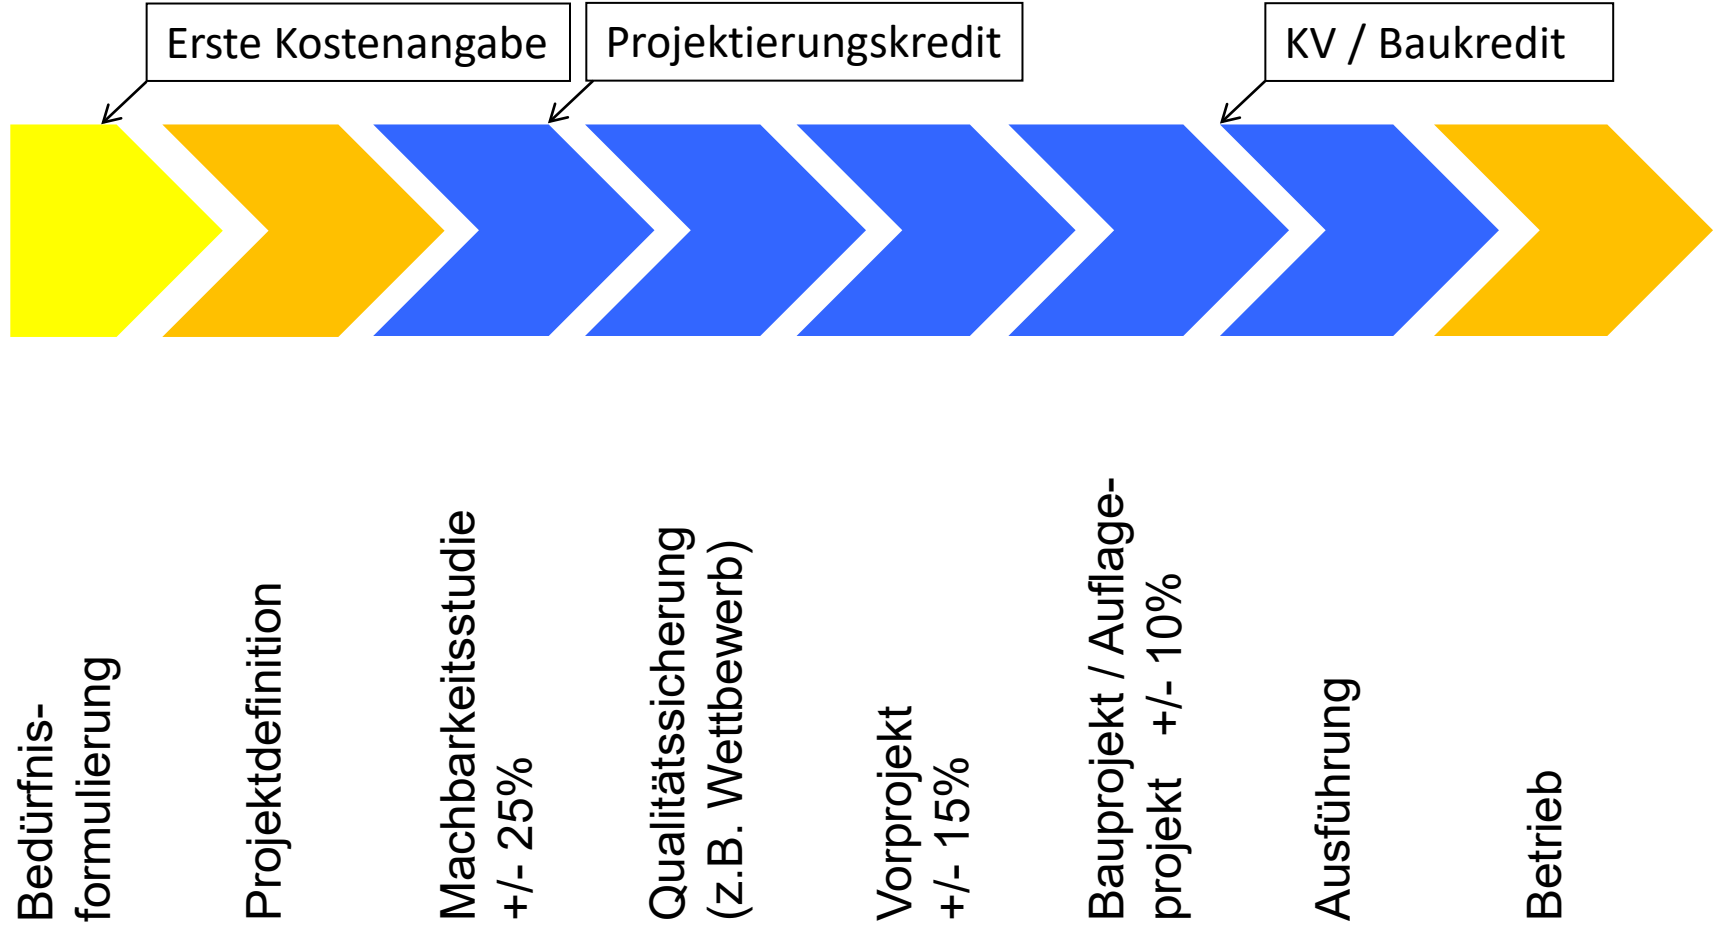 Erste Kostenangabe
Projektierungskredit
KV / Baukredit
Bedürfnis-
formulierung
Projektdefinition
Machbarkeitsstudie
+/- 25%
Qualitätssicherung
(z.B. Wettbewerb)
Vorprojekt
+/- 15%
Bauprojekt / Auflage-
projekt +/- 10%
Ausführung
Betrieb